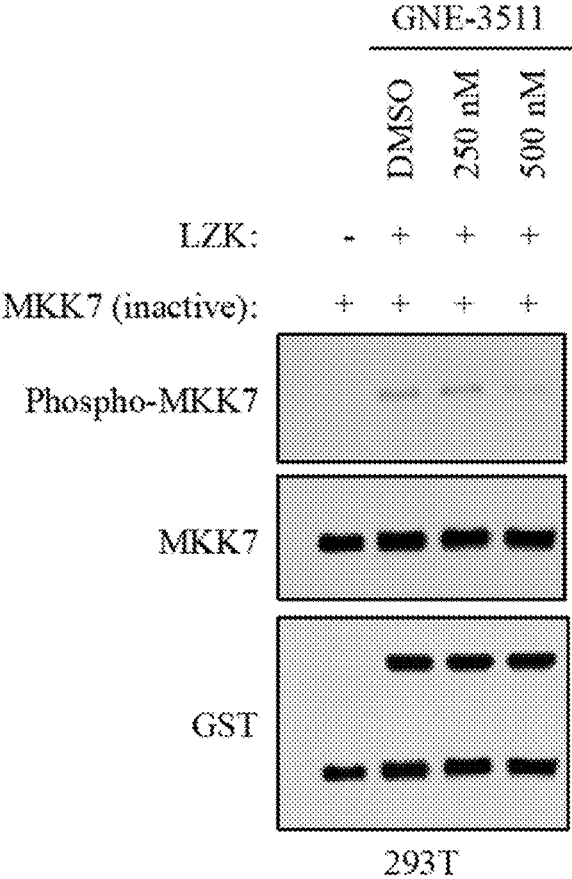 GNE-3511
DMSO
250 nM
500 nM
LZK: - + + +
MKK7 (inactive): + + + +
Phospho-MKK7
MKK7
GST
293T